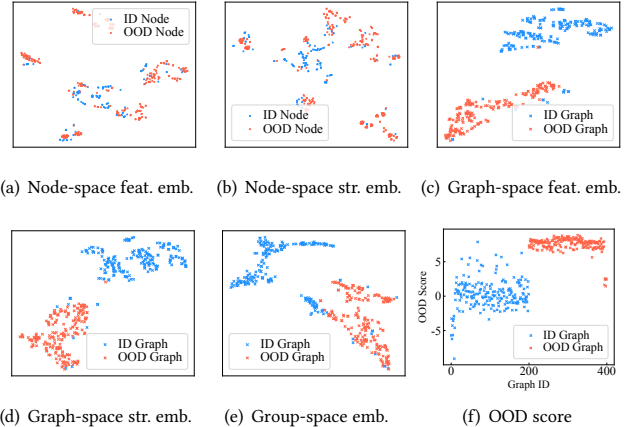 ID Node
OOD Node
ID Node
OOD Node
ID Graph
OOD Graph
(a) Node-space feat. emb.
(b) Node-space str. emb.
(c) Graph-space feat. emb.
ID Graph
OOD Graph
ID Graph
OOD Graph
OOD Score
5
0
-5
ID Graph
OOD Graph
0
200
400
Graph ID
(d) Graph-space str. emb.
(e) Group-space emb.
(f) OOD score